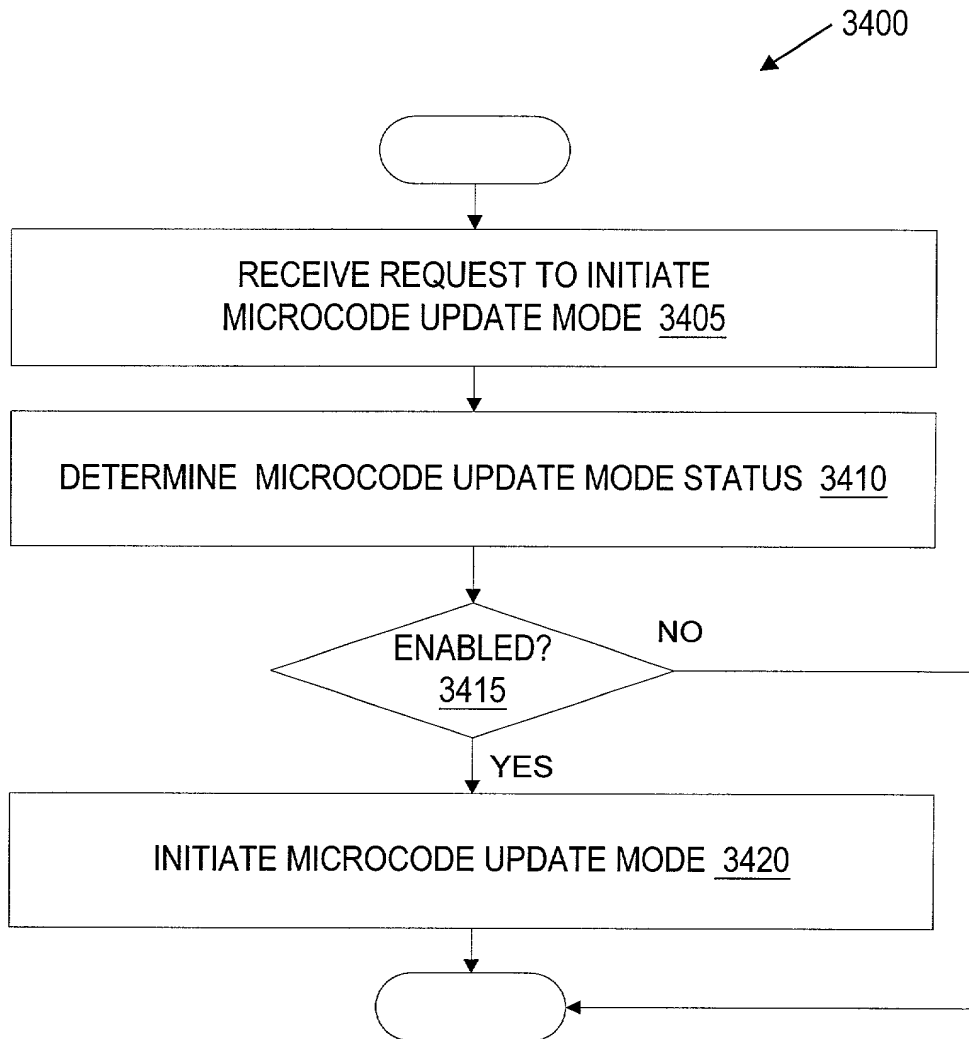 3400
RECEIVE REQUEST TO INITIATE
MICROCODE UPDATE MODE 3405
DETERMINE MICROCODE UPDATE MODE STATUS 3410
ENABLED?
3415
NO
YES
INITIATE MICROCODE UPDATE MODE 3420